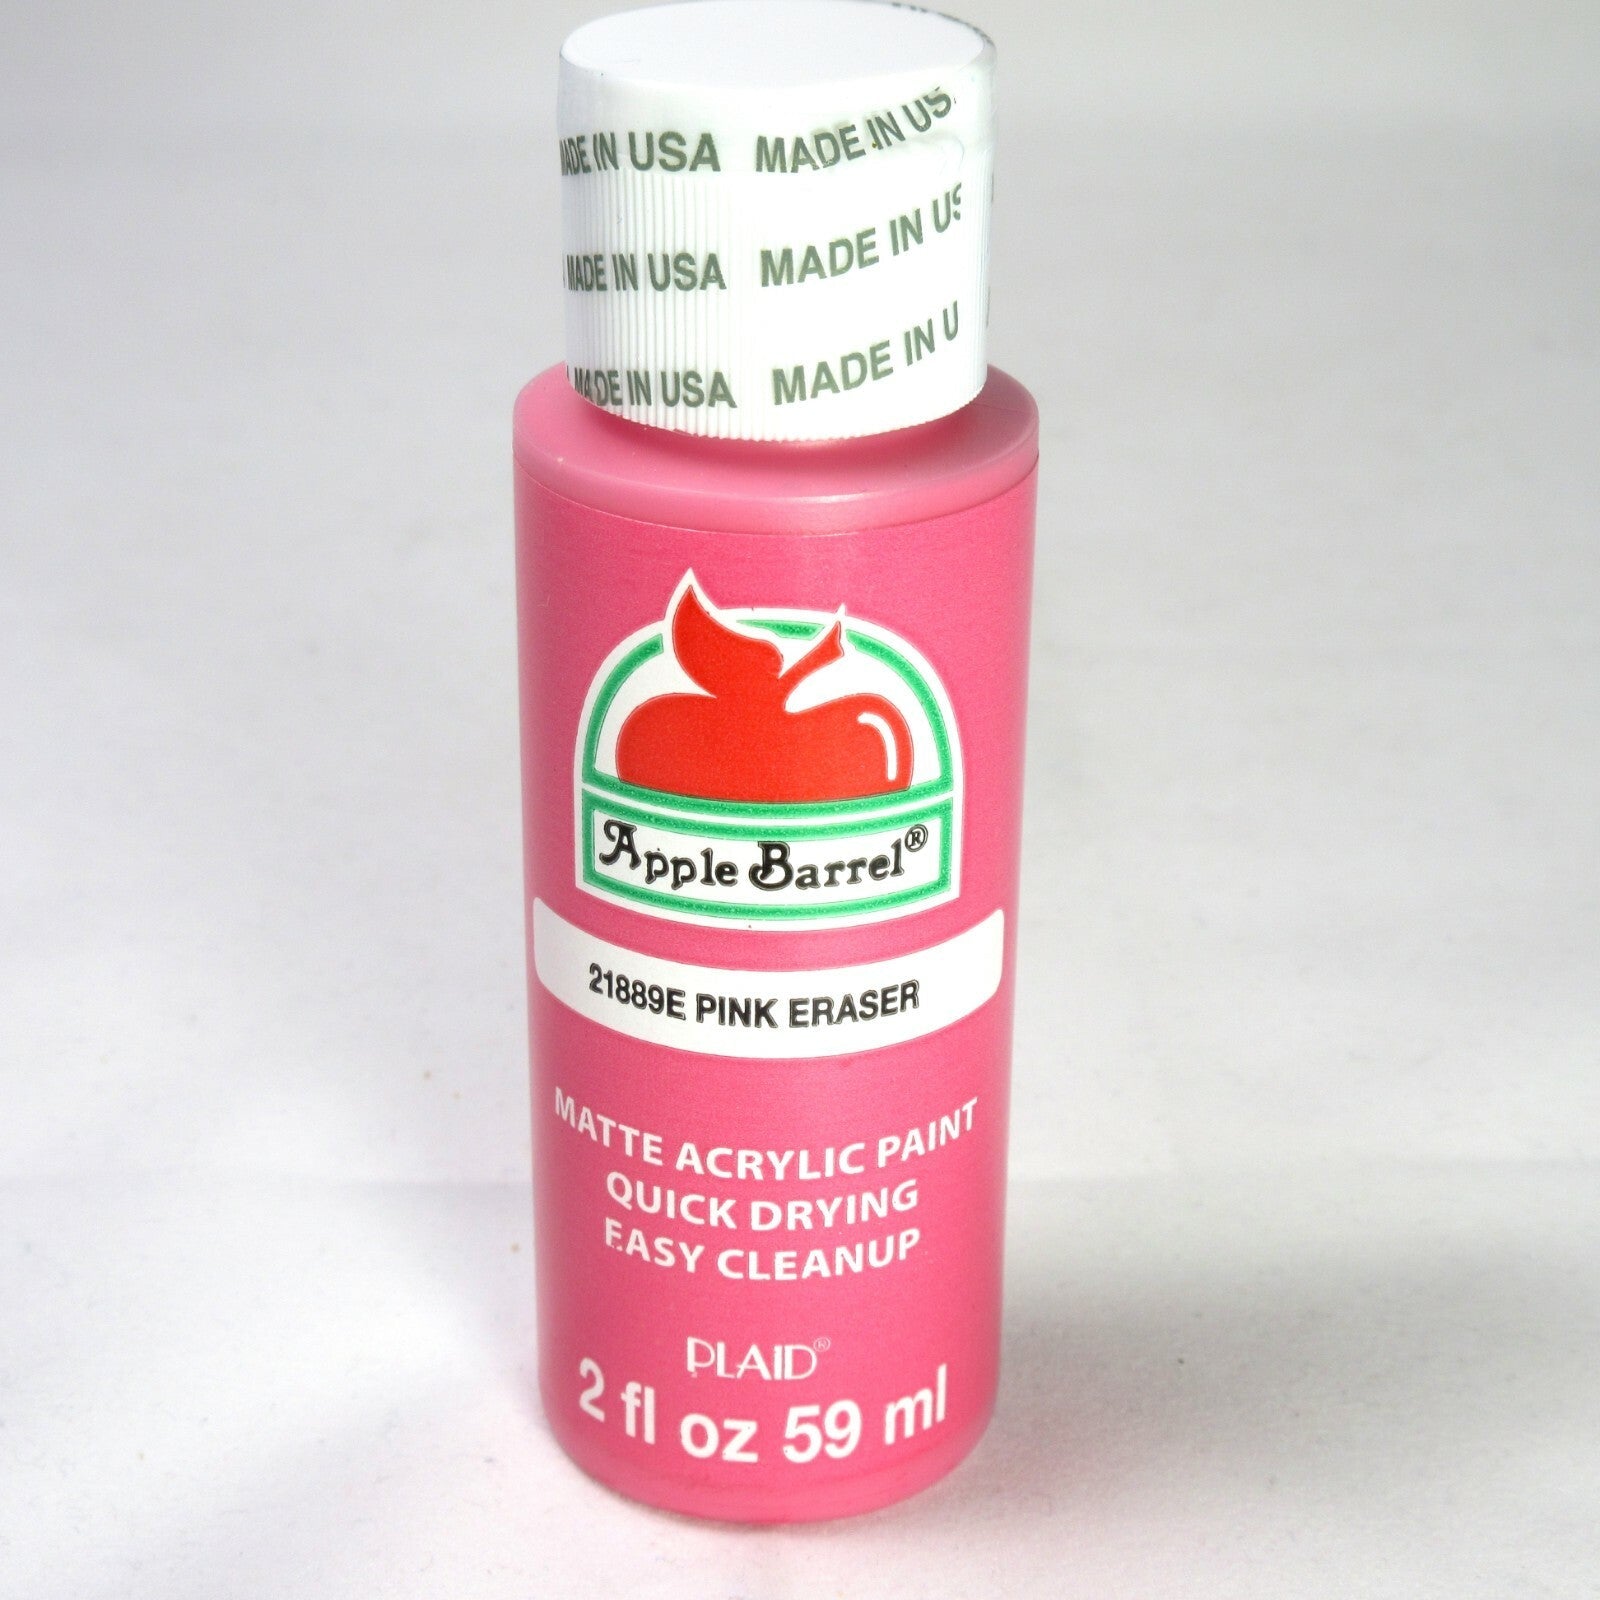 MADE IN USA MADE IN US
MADE IN USA MADE IN US
MADE IN USA MADE IN U
Apple Barrel®
21889E PINK ERASER
MATTE ACRYLIC PAINT
QUICK DRYING
EASY CLEANUP
PLAID®
2 fl oz 59 ml